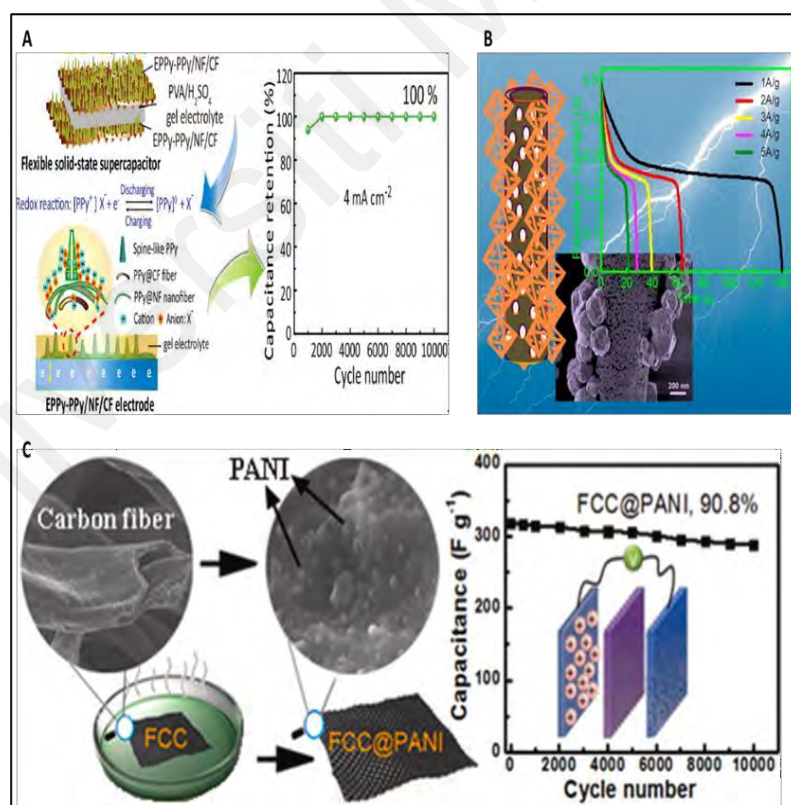 A
EPPy-PPy/NF/CF
PVA/H₂SO₄
gel electrolyte
EPPy-PPy/NF/CF
Flexible solid-state supercapacitor
Redox reaction: [PPy⁺] X⁻+ e⁻
Discharging
Charging
[PPy]⁰ + X⁻
Spine-like PPy
PPy@CF fiber
PPy@NF nanofiber
Cation
Anion: X⁻
gel electrolyte
e e e e e e e e
EPPy-PPy/NF/CF electrode
Capacitance retention (%)
120
100
80
60
40
20
0
100 %
4 mA cm⁻²
0 2000 4000 6000 8000 10000
Cycle number
B
1A/g
2A/g
3A/g
4A/g
5A/g
0 20 40 60
200 nm
C
Carbon fiber
PANI
FCC
FCC@PANI
Capacitance (F g⁻¹)
400
300
200
100
0
FCC@PANI, 90.8%
0 2000 4000 6000 8000 10000
Cycle number